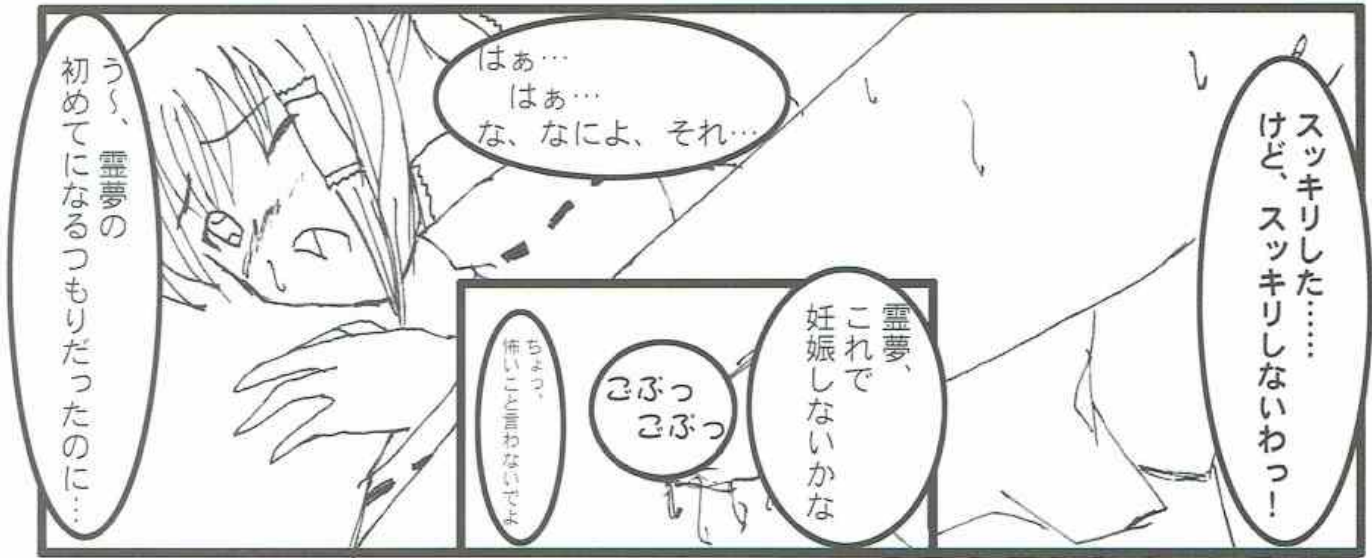 スッキリした……
けど、スッキリしないわっ！
はぁ…
はぁ…
な、なによ、それ…
う～、霊夢の
初めてになるつもりだったのに…
霊夢、
これで
妊娠しないかな
ごぷっ
こぷっ
ちょっ、
怖いこと言わないでよ